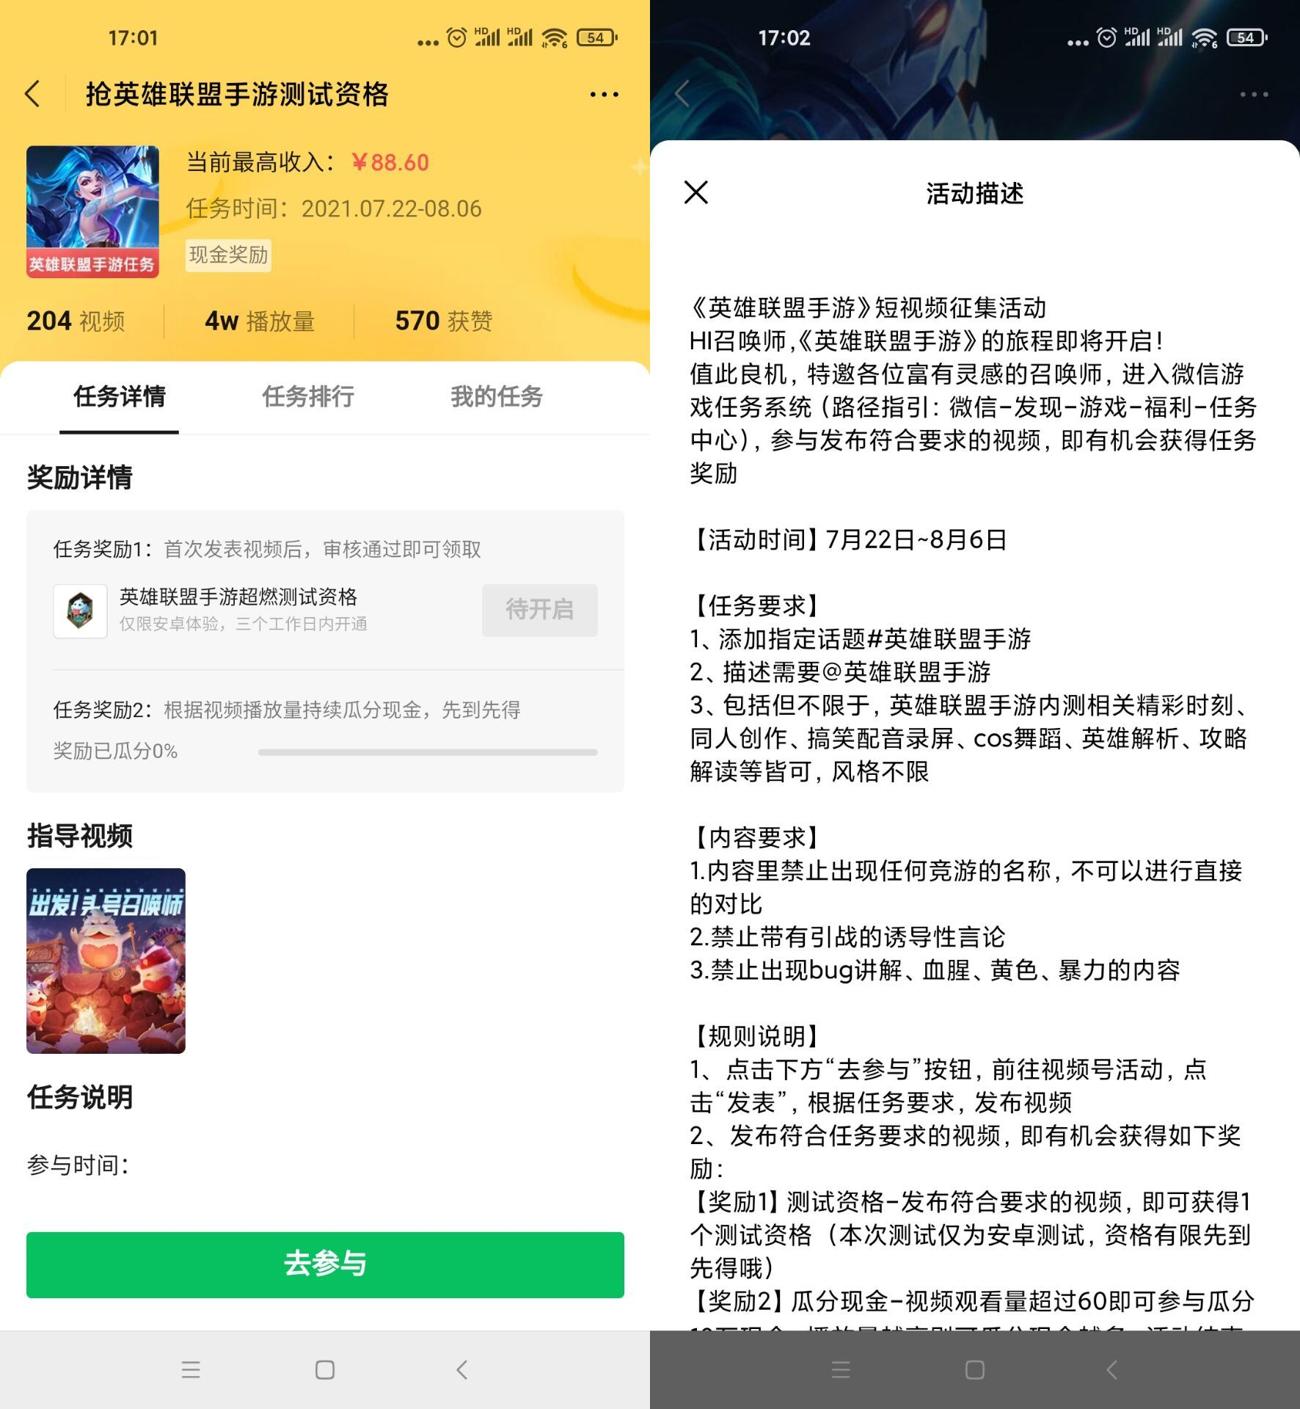 17:01
HD HD 6 54
抢英雄联盟手游测试资格
英雄联盟手游任务
当前最高收入：￥88.60
任务时间：2021.07.22-08.06
现金奖励
204 视频
4w 播放量
570 获赞
任务详情
任务排行
我的任务
奖励详情
任务奖励1：首次发表视频后，审核通过即可领取
英雄联盟手游超燃测试资格
仅限安卓体验，三个工作日内开通
待开启
任务奖励2：根据视频播放量持续瓜分现金，先到先得
奖励已瓜分0%
指导视频
出发!头号召唤师
任务说明
参与时间：
去参与
17:02
HD HD 6 54
活动描述
《英雄联盟手游》短视频征集活动
HI召唤师,《英雄联盟手游》的旅程即将开启!
值此良机，特邀各位富有灵感的召唤师，进入微信游
戏任务系统（路径指引：微信-发现-游戏-福利-任务
中心），参与发布符合要求的视频，即有机会获得任务
奖励
【活动时间】7月22日~8月6日
【任务要求】
1、添加指定话题#英雄联盟手游
2、描述需要@英雄联盟手游
3、包括但不限于，英雄联盟手游内测相关精彩时刻、
同人创作、搞笑配音录屏、cos舞蹈、英雄解析、攻略
解读等皆可，风格不限
【内容要求】
1.内容里禁止出现任何竞游的名称，不可以进行直接
的对比
2.禁止带有引战的诱导性言论
3.禁止出现bug讲解、血腥、黄色、暴力的内容
【规则说明】
1、点击下方“去参与”按钮，前往视频号活动，点
击“发表”，根据任务要求，发布视频
2、发布符合任务要求的视频，即有机会获得如下奖
励：
【奖励1】测试资格-发布符合要求的视频，即可获得1
个测试资格（本次测试仅为安卓测试，资格有限先到
先得哦）
【奖励2】瓜分现金-视频观看量超过60即可参与瓜分